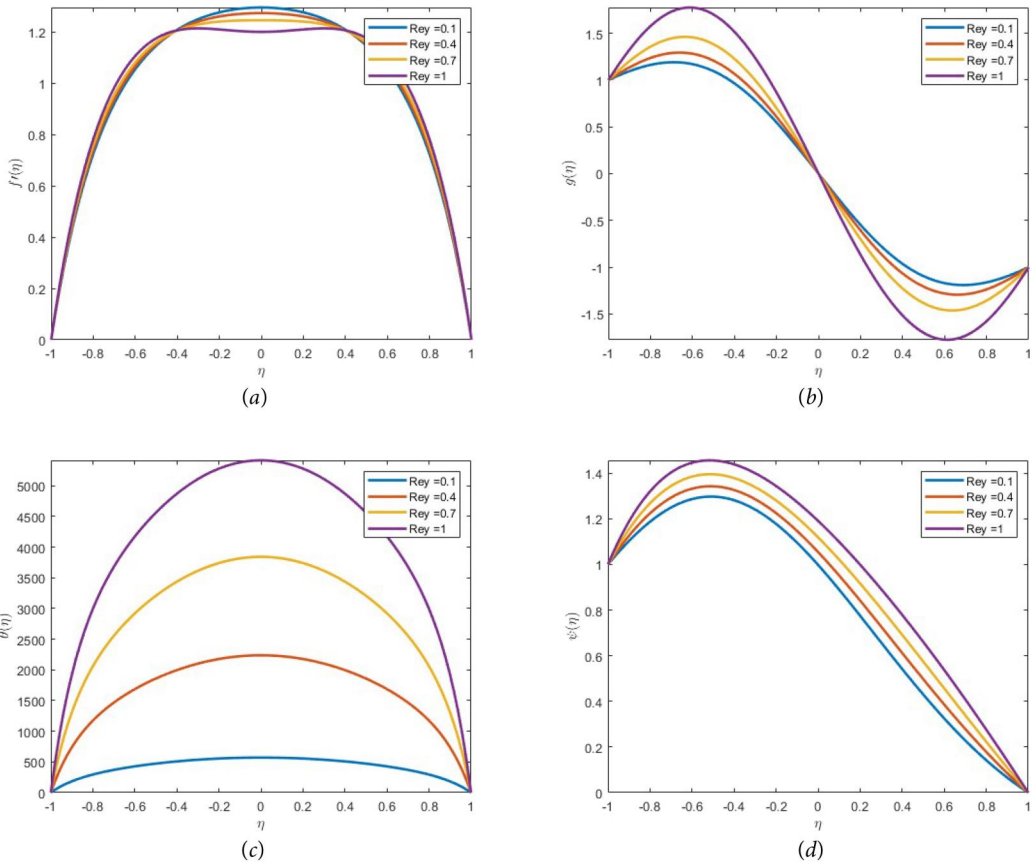 1.2
1
0.8
0.6
0.4
0.2
0
f′(η)
-1 -0.8 -0.6 -0.4 -0.2 0 0.2 0.4 0.6 0.8 1
η
Rey =0.1
Rey =0.4
Rey =0.7
Rey =1
(a)
1.5
1
0.5
0
-0.5
-1
-1.5
g(η)
-1 -0.8 -0.6 -0.4 -0.2 0 0.2 0.4 0.6 0.8 1
η
Rey =0.1
Rey =0.4
Rey =0.7
Rey =1
(b)
5000
4500
4000
3500
3000
2500
2000
1500
1000
500
0
θ(η)
-1 -0.8 -0.6 -0.4 -0.2 0 0.2 0.4 0.6 0.8 1
η
Rey =0.1
Rey =0.4
Rey =0.7
Rey =1
(c)
1.4
1.2
1
0.8
0.6
0.4
0.2
0
ψ(η)
-1 -0.8 -0.6 -0.4 -0.2 0 0.2 0.4 0.6 0.8 1
η
Rey =0.1
Rey =0.4
Rey =0.7
Rey =1
(d)